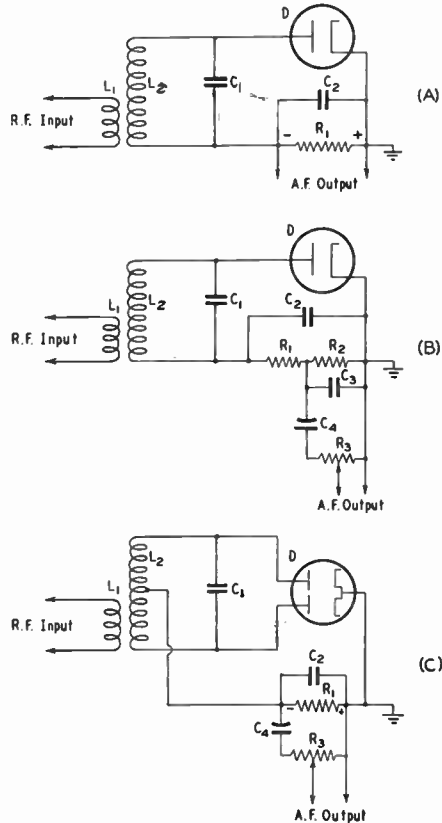 D
L₁
L₂
C₁
C₂
(A)
R.F. Input
- R₁ +
A.F. Output
D
L₁
L₂
C₁
C₂
(B)
R.F. Input
R₁ R₂
C₃
C₄
R₃
A.F. Output
D
L₂
L₁
C₁
R.F. Input
C₂
(C)
- R₁ +
C₄
R₃
A.F. Output